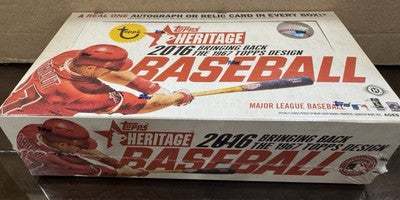 A REAL ONE AUTOGRAPH OR RELIC CARD IN EVERY BOX!*
Topps
Topps
HERITAGE
2016 BRINGING BACK
THE 1967 TOPPS DESIGN
BASEBALL
MAJOR LEAGUE BASEBALL
Topps
HERITAGE
2016 BRINGING BACK
THE 1967 TOPPS DESIGN
BASEBALL